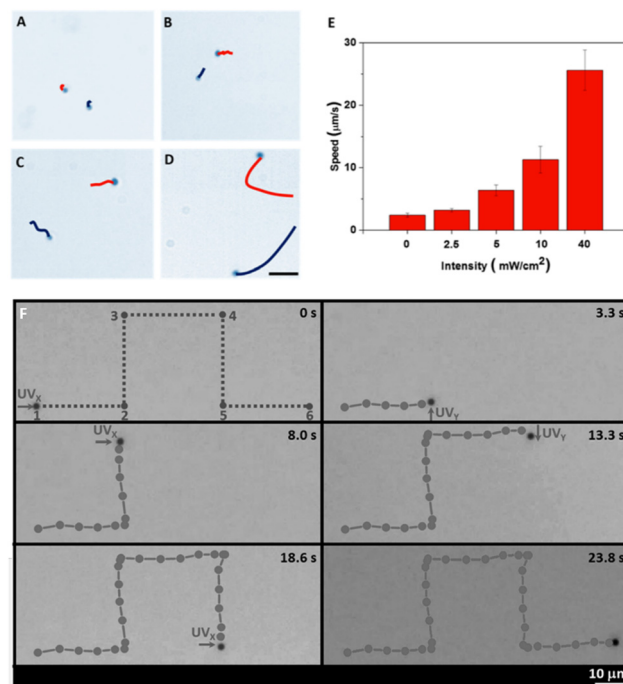 A
B
C
D
E
30
20
10
0
Speed (μm/s)
0 2.5 5 10 40
Intensity ( mW/cm²)
F
3 4
0 s
UVX
1 2 5 6
3.3 s
UVY
8.0 s
UVX
13.3 s
UVY
18.6 s
UVX
23.8 s
10 μm